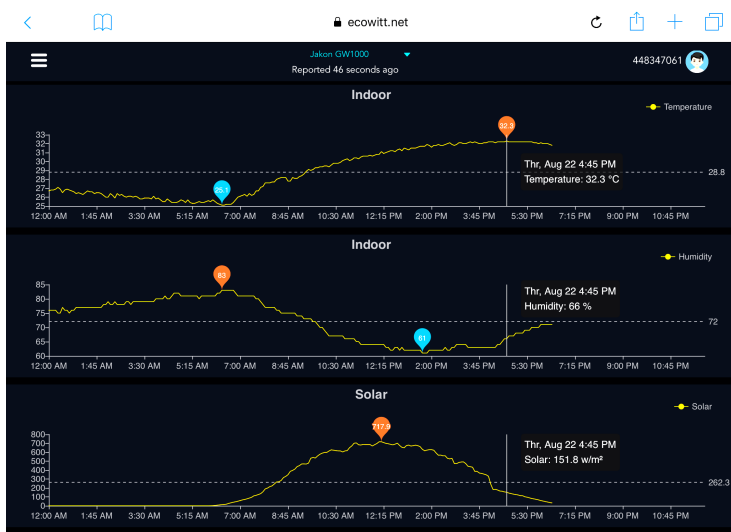 ecowitt.net
Jakon GW1000
Reported 46 seconds ago
448347061
Indoor
Temperature
33
32
31
30
29
28
27
26
25
32.3
25.1
28.8
Thr, Aug 22 4:45 PM
Temperature: 32.3 °C
12:00 AM 1:45 AM 3:30 AM 5:15 AM 7:00 AM 8:45 AM 10:30 AM 12:15 PM 2:00 PM 3:45 PM 5:30 PM 7:15 PM 9:00 PM 10:45 PM
Indoor
Humidity
85
80
75
70
65
60
83
61
72
Thr, Aug 22 4:45 PM
Humidity: 66 %
12:00 AM 1:45 AM 3:30 AM 5:15 AM 7:00 AM 8:45 AM 10:30 AM 12:15 PM 2:00 PM 3:45 PM 5:30 PM 7:15 PM 9:00 PM 10:45 PM
Solar
Solar
800
700
600
500
400
300
200
100
0
717.9
262.3
Thr, Aug 22 4:45 PM
Solar: 151.8 w/m²
12:00 AM 1:45 AM 3:30 AM 5:15 AM 7:00 AM 8:45 AM 10:30 AM 12:15 PM 2:00 PM 3:45 PM 5:30 PM 7:15 PM 9:00 PM 10:45 PM